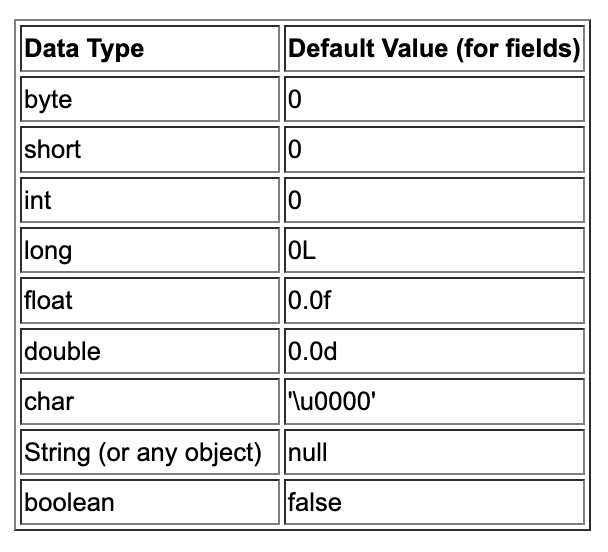 Data Type Default Value (for fields)
byte 0
short 0
int 0
long 0L
float 0.0f
double 0.0d
char '\u0000'
String (or any object) null
boolean false